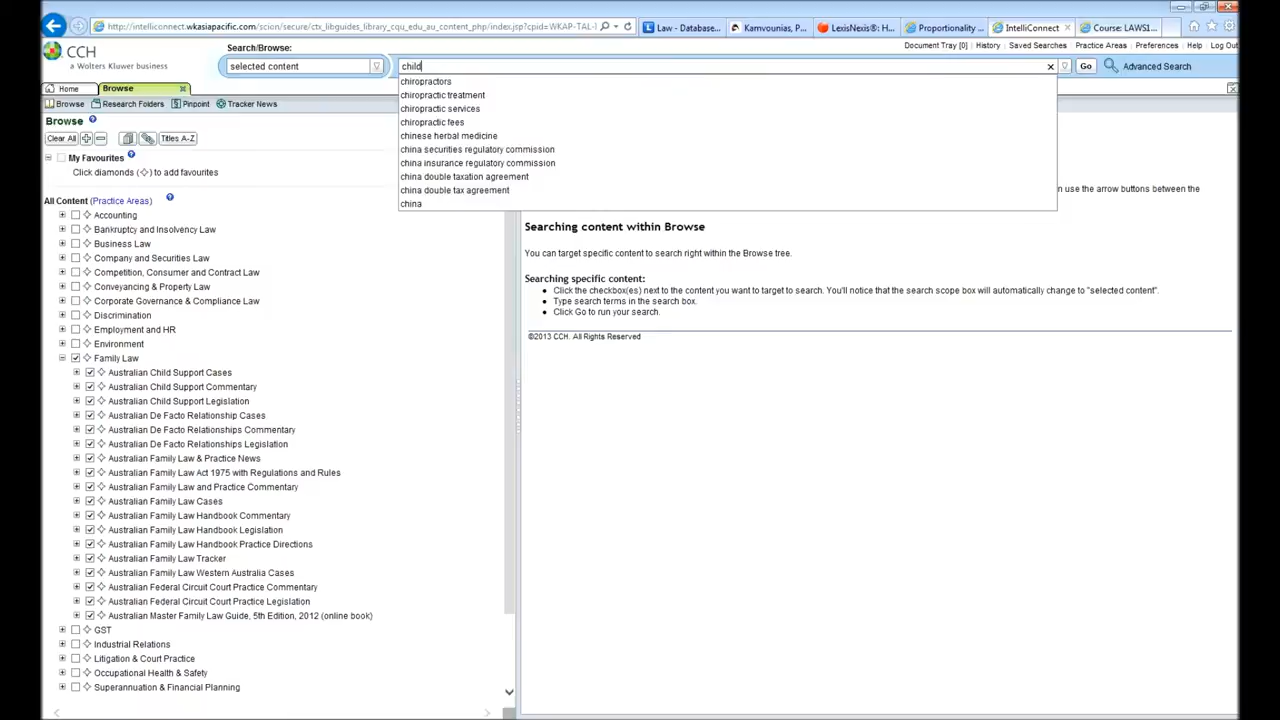 http://intelliconnect.wkasiapacific.com/scion/secure/ctx_libguides_library_cqu_edu_au_content_php/index.jsp?cpid=WKAP-TAL-I
Law - Database...
Kamvounias, P...
LexisNexis®: H...
Proportionality ...
IntelliConnect
Course: LAWS1...
CCH
a Wolters Kluwer business
Search/Browse:
Document Tray [0] | History | Saved Searches | Practice Areas | Preferences | Help | Log Out
selected content
child
Go
Advanced Search
Home
Browse
Browse Research Folders Pinpoint Tracker News
Browse
Clear All
Titles A-Z
My Favourites
Click diamonds ( ) to add favourites
All Content (Practice Areas)
Accounting
Bankruptcy and Insolvency Law
Business Law
Company and Securities Law
Competition, Consumer and Contract Law
Conveyancing & Property Law
Corporate Governance & Compliance Law
Discrimination
Employment and HR
Environment
Family Law
Australian Child Support Cases
Australian Child Support Commentary
Australian Child Support Legislation
Australian De Facto Relationship Cases
Australian De Facto Relationships Commentary
Australian De Facto Relationships Legislation
Australian Family Law & Practice News
Australian Family Law Act 1975 with Regulations and Rules
Australian Family Law and Practice Commentary
Australian Family Law Cases
Australian Family Law Handbook Commentary
Australian Family Law Handbook Legislation
Australian Family Law Handbook Practice Directions
Australian Family Law Tracker
Australian Family Law Western Australia Cases
Australian Federal Circuit Court Practice Commentary
Australian Federal Circuit Court Practice Legislation
Australian Master Family Law Guide, 5th Edition, 2012 (online book)
GST
Industrial Relations
Litigation & Court Practice
Occupational Health & Safety
Superannuation & Financial Planning
chiropractors
chiropractic treatment
chiropractic services
chiropractic fees
chinese herbal medicine
china securities regulatory commission
china insurance regulatory commission
china double taxation agreement
china double tax agreement
china
n use the arrow buttons between the
Searching content within Browse
You can target specific content to search right within the Browse tree.
Searching specific content:
Click the checkbox(es) next to the content you want to target to search. You'll notice that the search scope box will automatically change to "selected content".
Type search terms in the search box.
Click Go to run your search.
©2013 CCH. All Rights Reserved